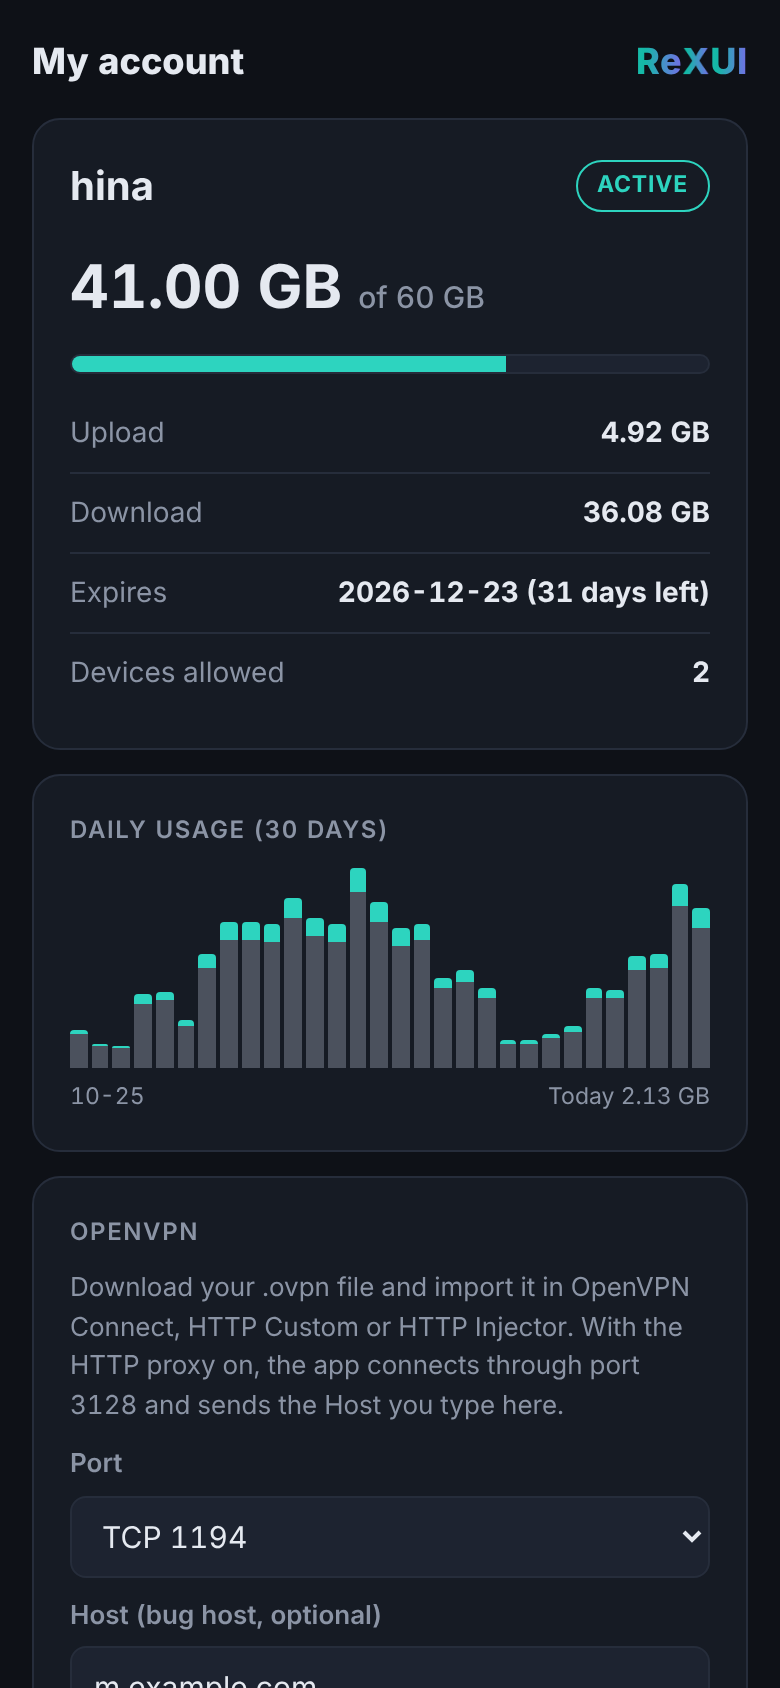 My account
ReXUI
hina
ACTIVE
41.00 GB of 60 GB
Upload 4.92 GB
Download 36.08 GB
Expires 2026-12-23 (31 days left)
Devices allowed 2
DAILY USAGE (30 DAYS)
10-25 Today 2.13 GB
OPENVPN
Download your .ovpn file and import it in OpenVPN
Connect, HTTP Custom or HTTP Injector. With the
HTTP proxy on, the app connects through port
3128 and sends the Host you type here.
Port
TCP 1194
Host (bug host, optional)
m.example.com